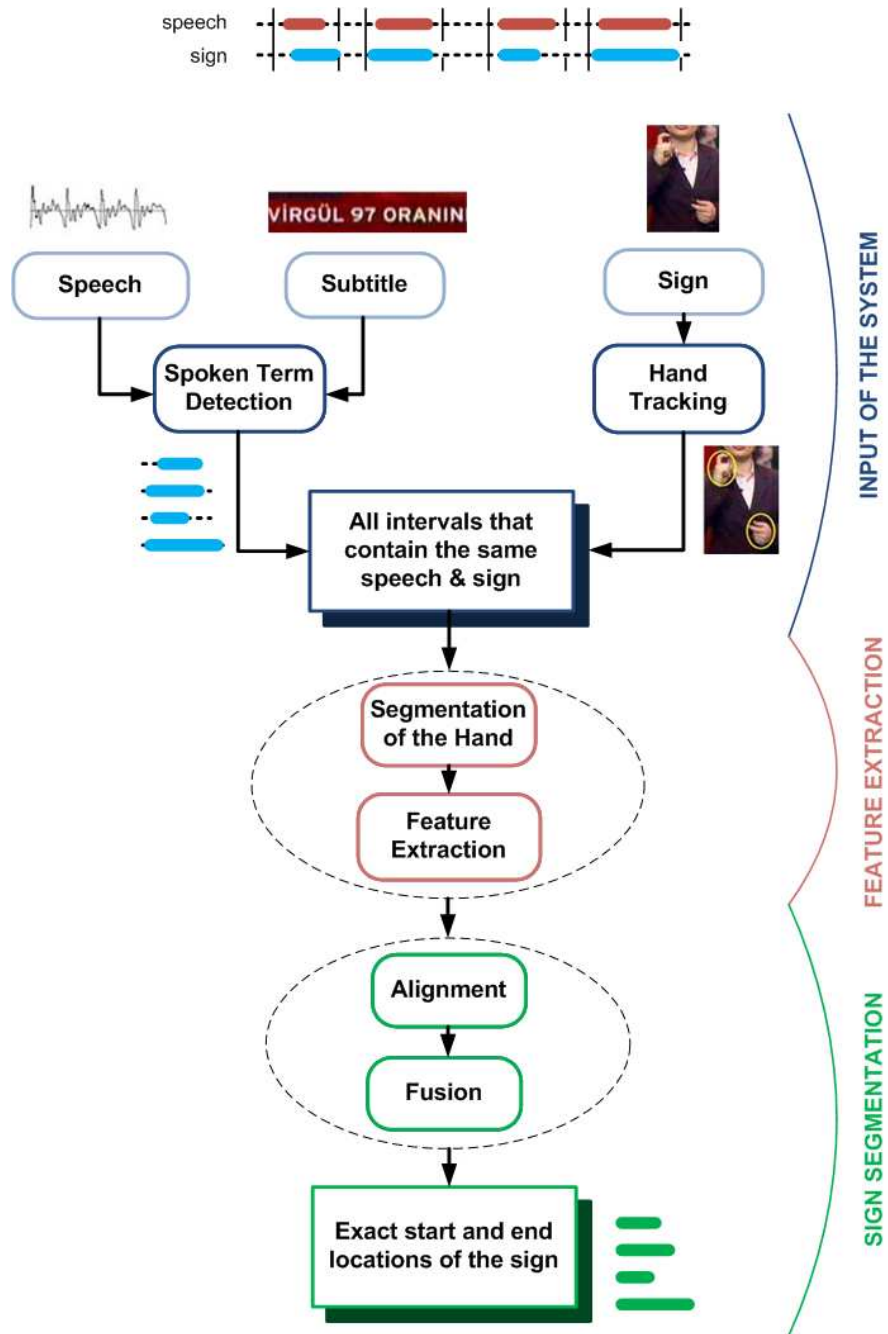 speech
sign
VİRGÜL 97 ORANINI
Speech
Subtitle
Sign
Spoken Term
Detection
Hand
Tracking
All intervals that
contain the same
speech & sign
Segmentation
of the Hand
Feature
Extraction
Alignment
Fusion
Exact start and end
locations of the sign
INPUT OF THE SYSTEM
FEATURE EXTRACTION
SIGN SEGMENTATION